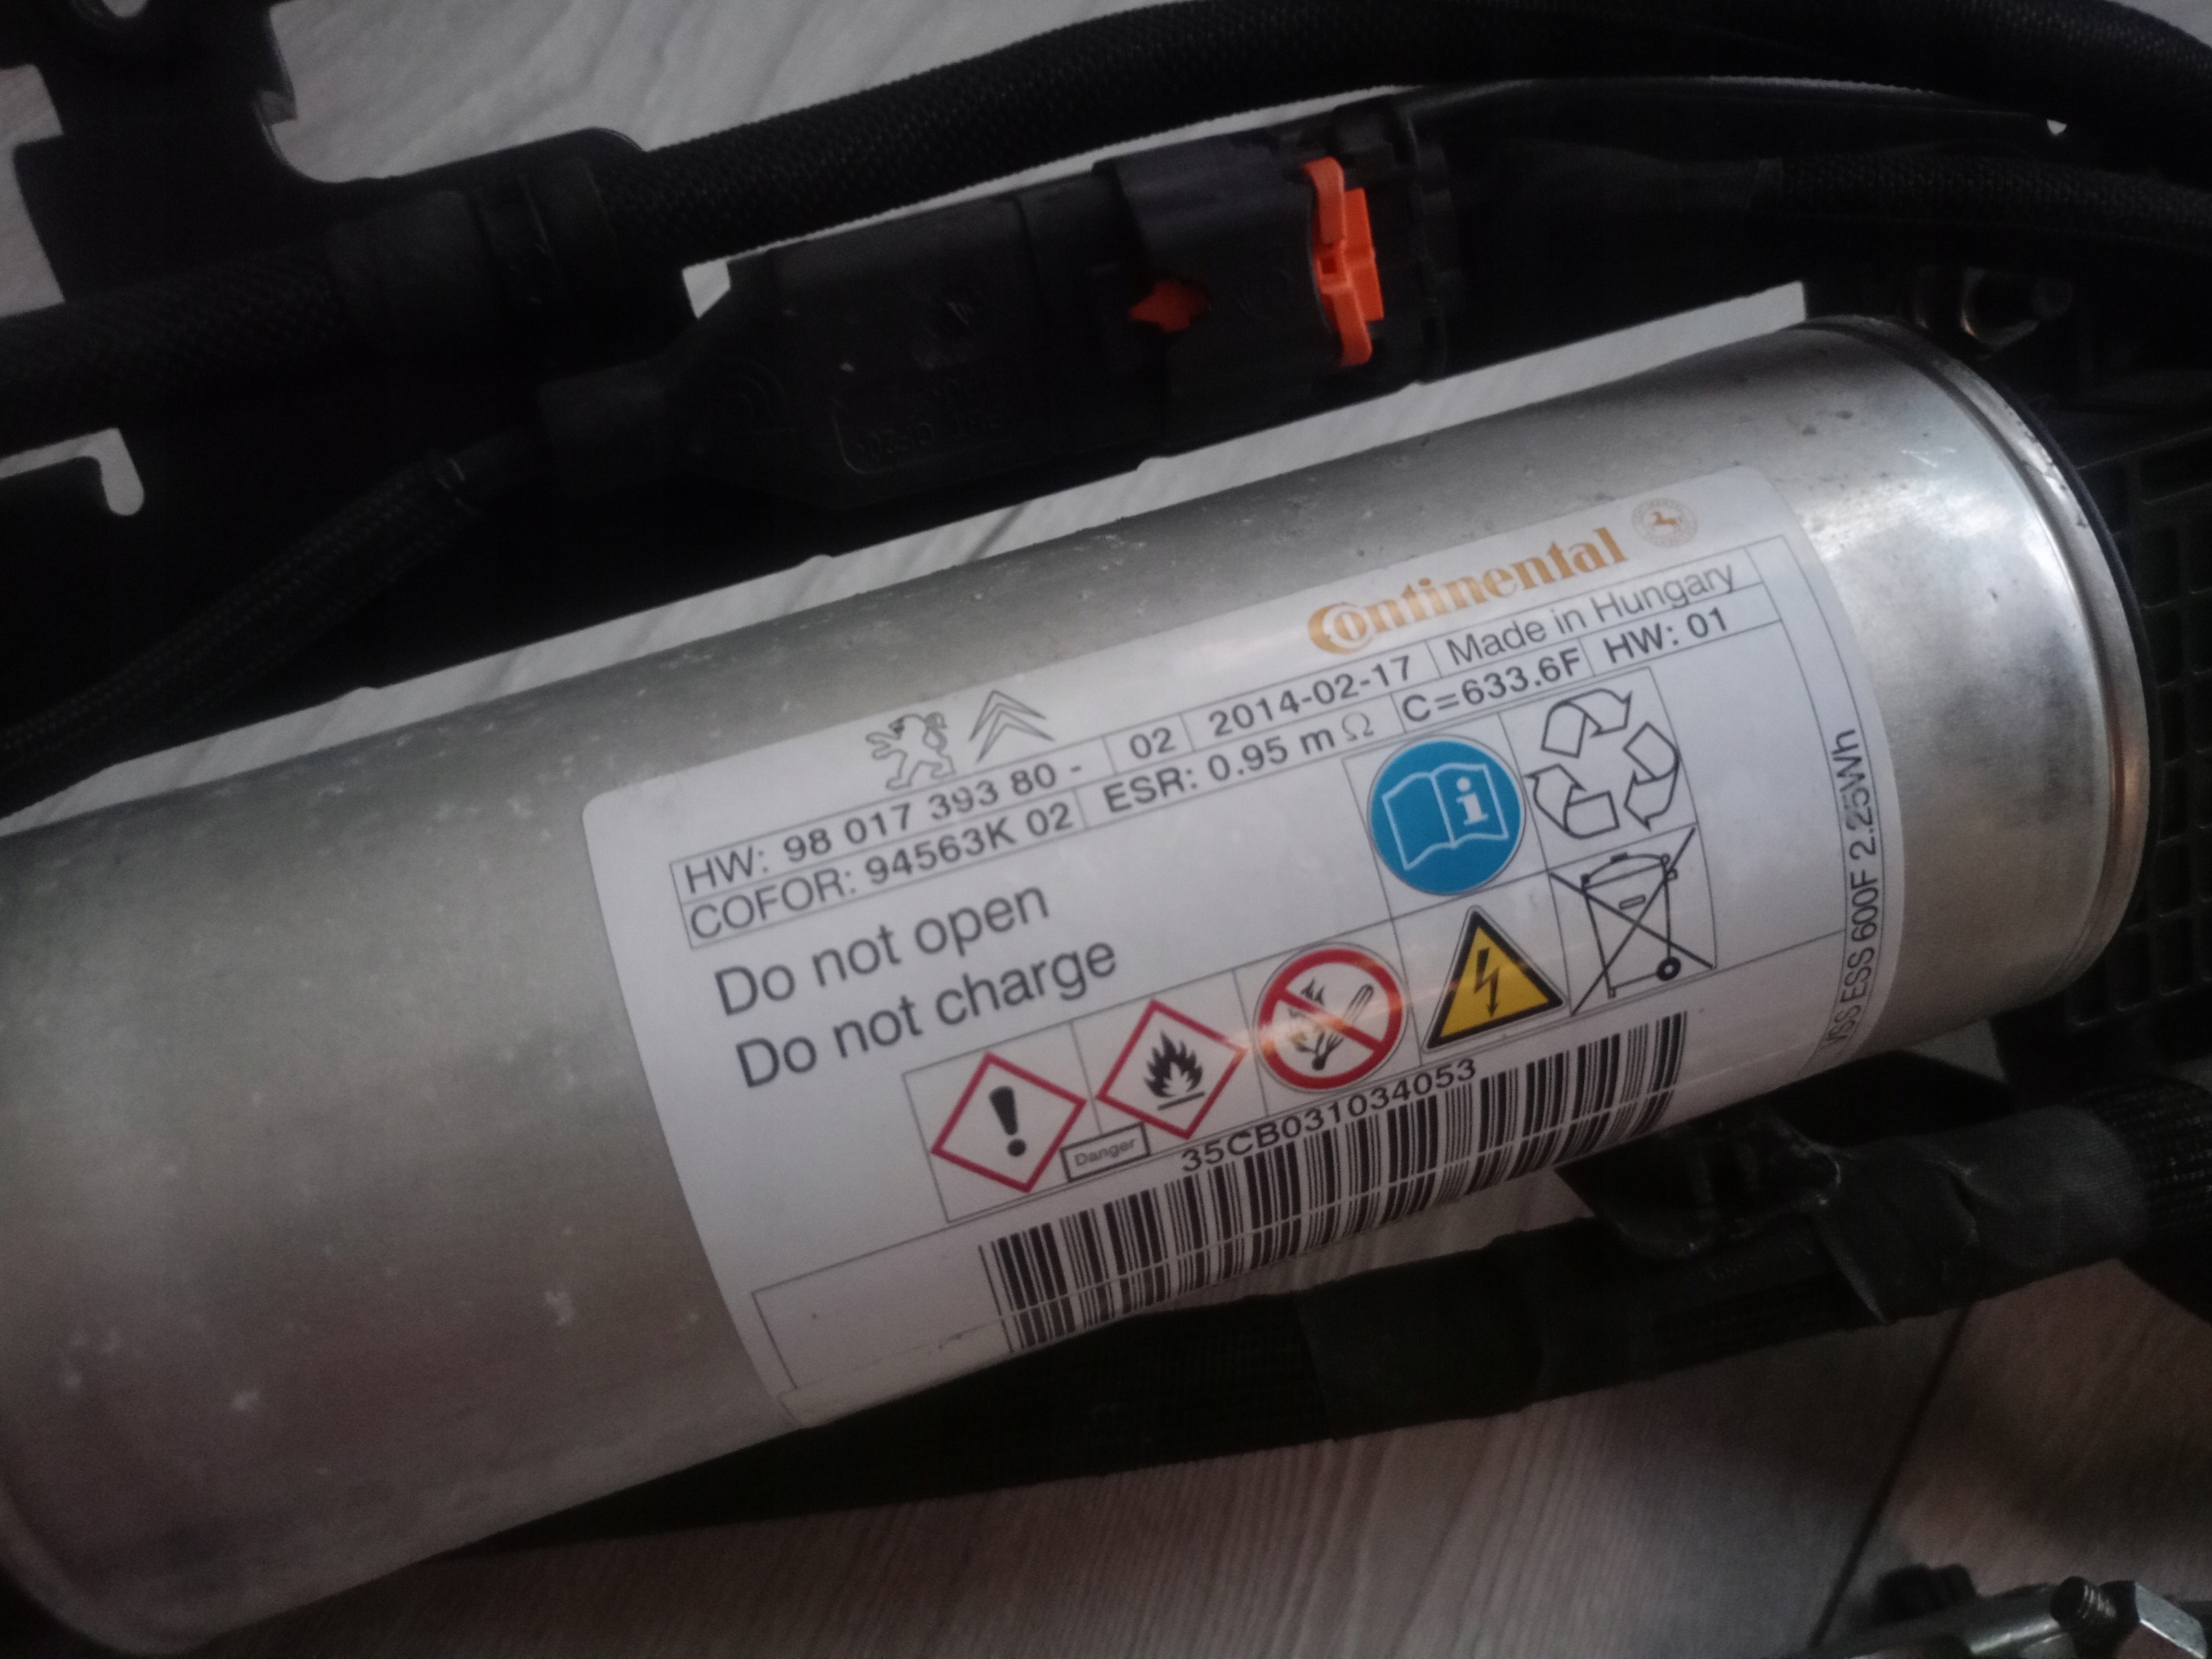 Continental
HW: 98 017 393 80 - 02 2014-02-17 Made in Hungary
COFOR: 94563K 02 ESR: 0.95 mΩ C=633.6F HW: 01
Do not open
Do not charge
Danger
35CB031034053
VSS ESS 600F 2.25Wh